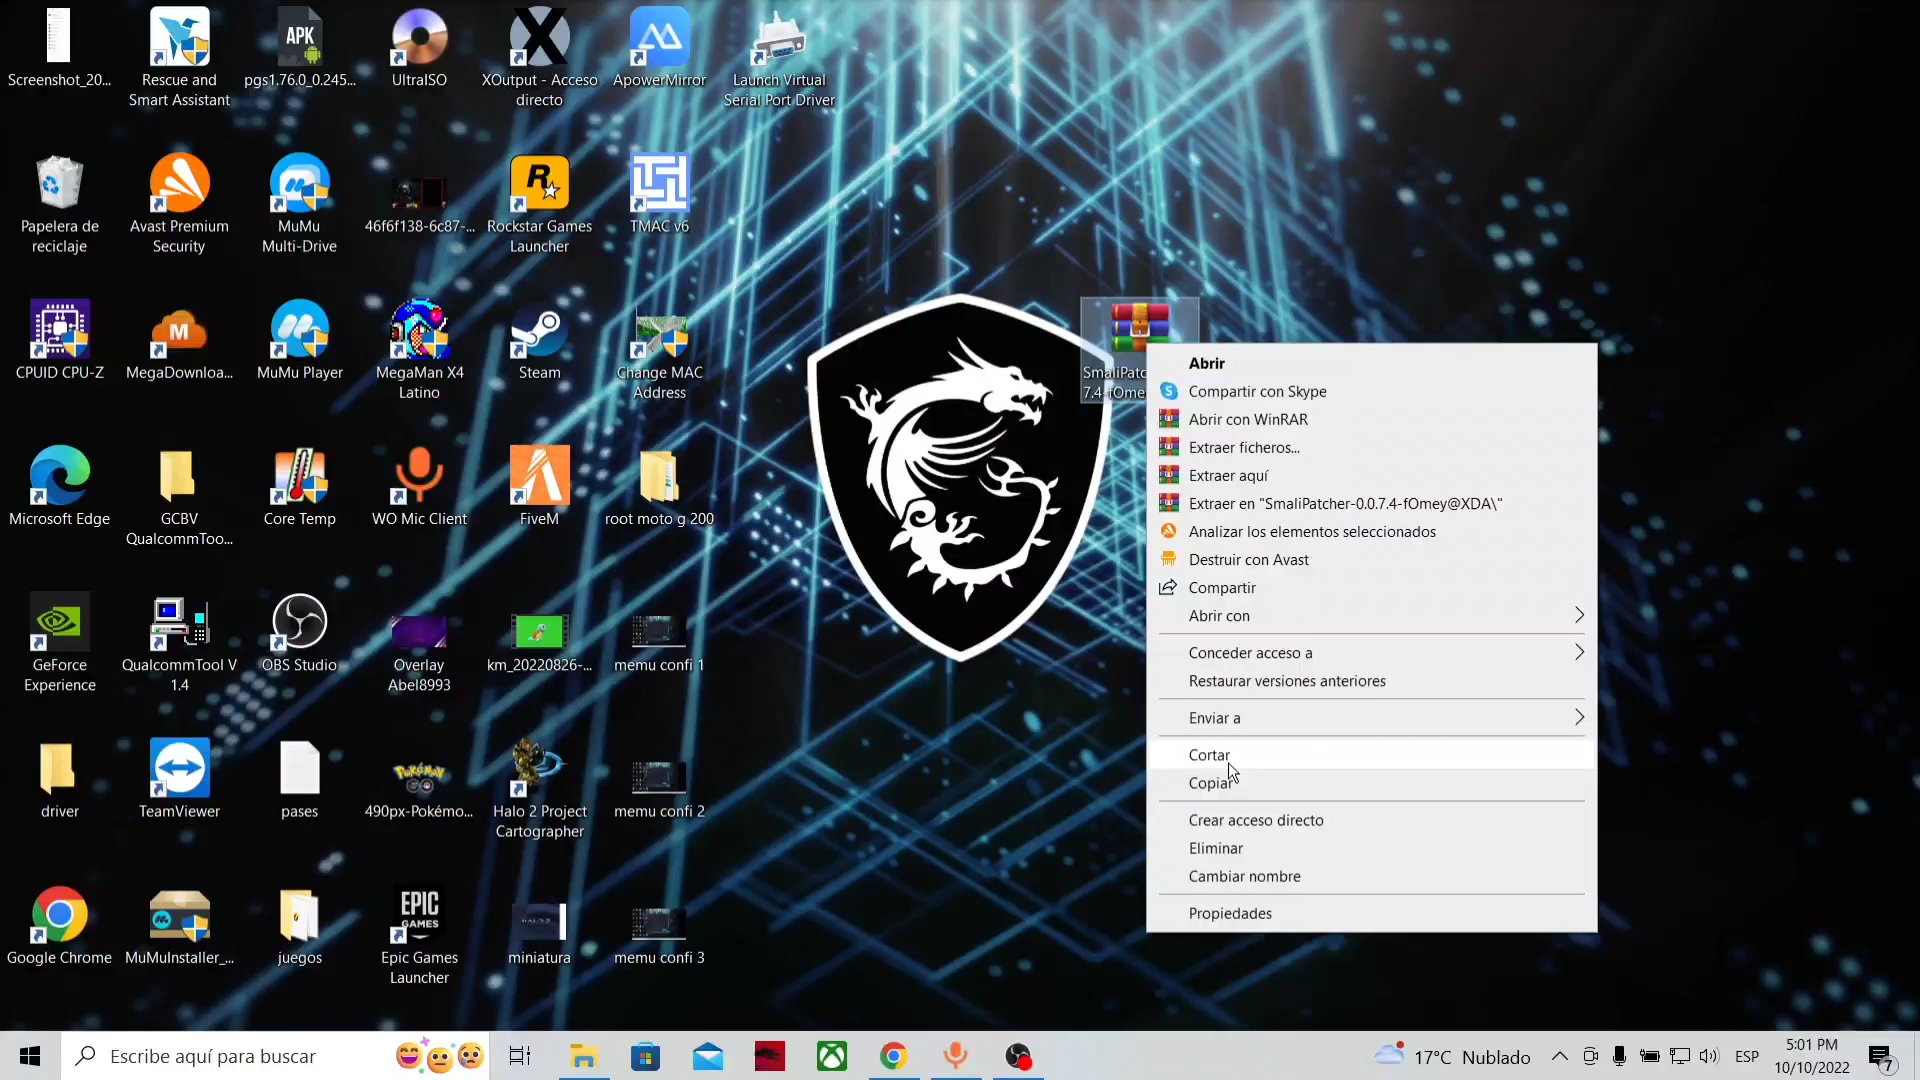 Screenshot_20...
Rescue and
Smart Assistant
APK
pgs1.76.0_0.245...
UltraISO
XOutput - Acceso
directo
ApowerMirror
Launch Virtual
Serial Port Driver
Papelera de
reciclaje
Avast Premium
Security
MuMu
Multi-Drive
46f6f138-6c87-...
Rockstar Games
Launcher
TMAC v6
CPUID CPU-Z
MegaDownloa...
MuMu Player
MegaMan X4
Latino
Steam
Change MAC
Address
SmaliPatc
7.4-fOme
Microsoft Edge
GCBV
QualcommToo...
Core Temp
WO Mic Client
FiveM
root moto g 200
GeForce
Experience
QualcommTool V
1.4
OBS Studio
Overlay
Abel8993
km_20220826-...
memu confi 1
driver
TeamViewer
pases
490px-Pokémo...
Halo 2 Project
Cartographer
memu confi 2
Google Chrome
MuMuInstaller_...
juegos
EPIC
GAMES
Epic Games
Launcher
miniatura
memu confi 3
Abrir
Compartir con Skype
Abrir con WinRAR
Extraer ficheros...
Extraer aquí
Extraer en "SmaliPatcher-0.0.7.4-fOmey@XDA\"
Analizar los elementos seleccionados
Destruir con Avast
Compartir
Abrir con
Conceder acceso a
Restaurar versiones anteriores
Enviar a
Cortar
Copiar
Crear acceso directo
Eliminar
Cambiar nombre
Propiedades
Escribe aquí para buscar
17°C Nublado
ESP
5:01 PM
10/10/2022
7